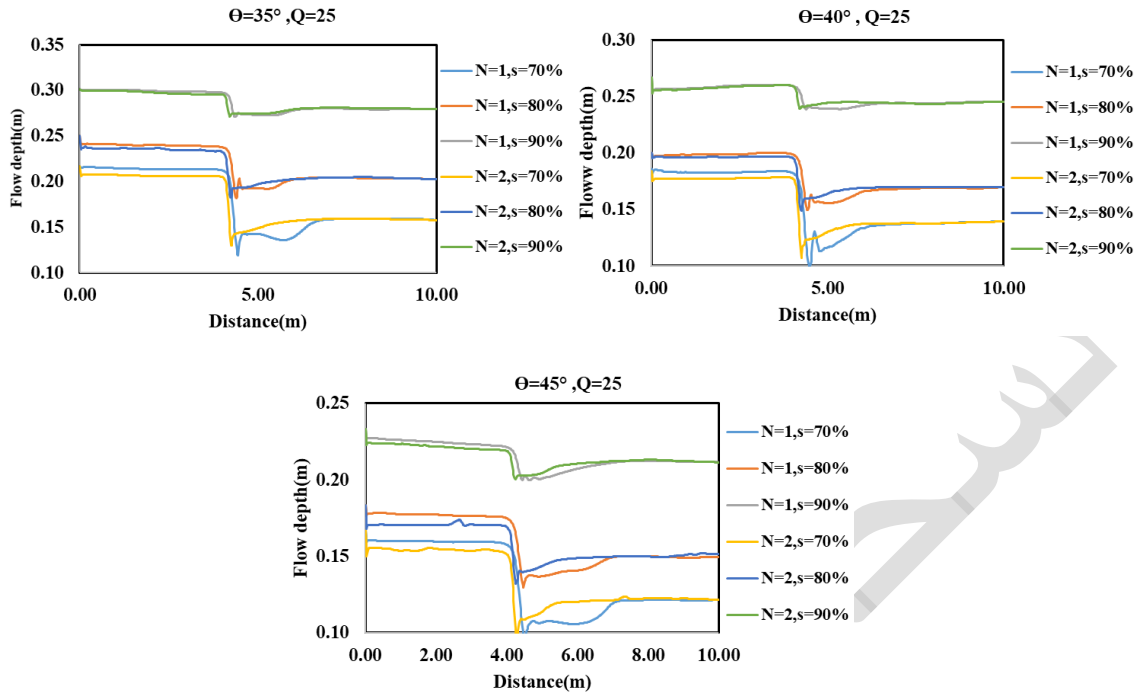 Ɵ=35° ,Q=25
Flow depth(m)
0.35
0.30
0.25
0.20
0.15
0.10
0.00
5.00
10.00
Distance(m)
N=1,s=70%
N=1,s=80%
N=1,s=90%
N=2,s=70%
N=2,s=80%
N=2,s=90%
Ɵ=40° , Q=25
Floww depth(m)
0.30
0.25
0.20
0.15
0.10
0.00
5.00
10.00
Distance(m)
N=1,s=70%
N=1,s=80%
N=1,s=90%
N=2,s=70%
N=2,s=80%
N=2,s=90%
Ɵ=45° ,Q=25
Flow depth(m)
0.25
0.20
0.15
0.10
0.00
2.00
4.00
6.00
8.00
10.00
Distance(m)
N=1,s=70%
N=1,s=80%
N=1,s=90%
N=2,s=70%
N=2,s=80%
N=2,s=90%